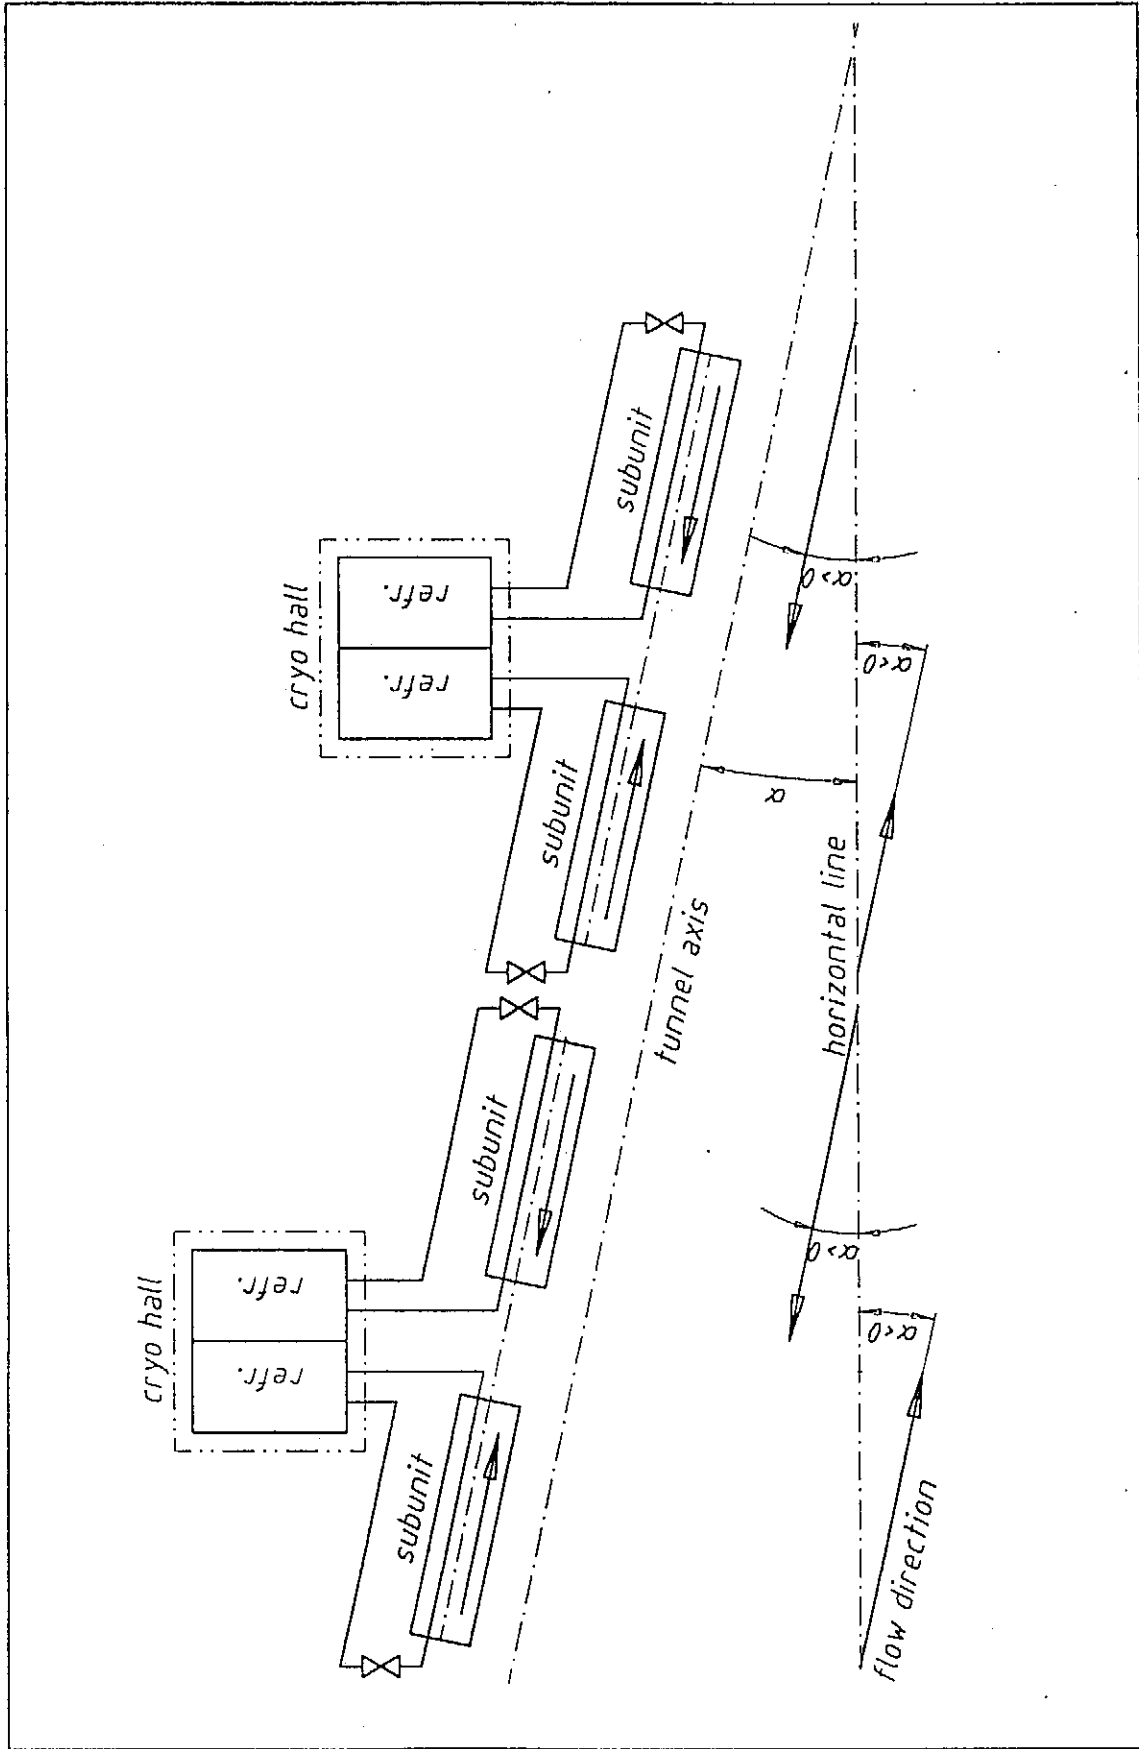 cryo hall
refr.
refr.
cryo hall
refr.
refr.
subunit
subunit
subunit
subunit
tunnel axis
α
horizontal line
α>0
α>0
α<0
α<0
flow direction